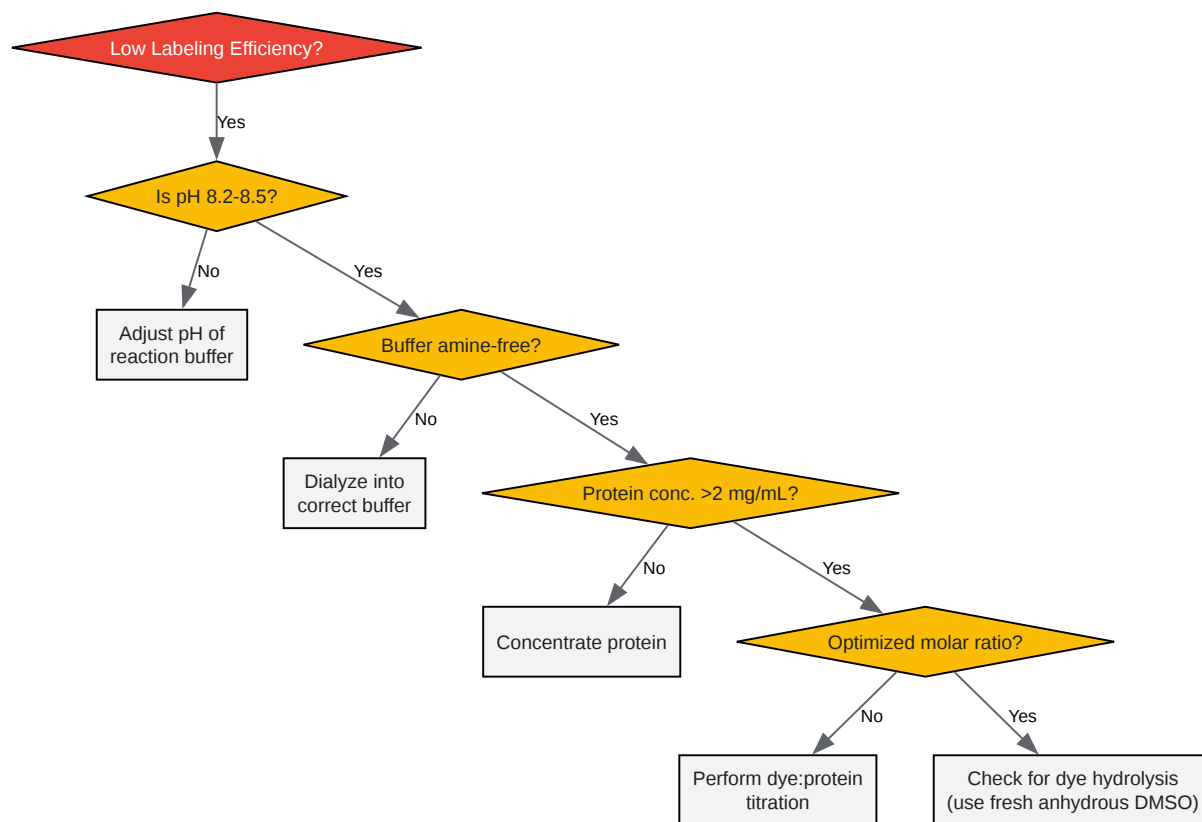 Low Labeling Efficiency?
Yes
Is pH 8.2-8.5?
No
Yes
Adjust pH of
reaction buffer
Buffer amine-free?
No
Yes
Dialyze into
correct buffer
Protein conc. >2 mg/mL?
No
Yes
Concentrate protein
Optimized molar ratio?
No
Yes
Perform dye:protein
titration
Check for dye hydrolysis
(use fresh anhydrous DMSO)